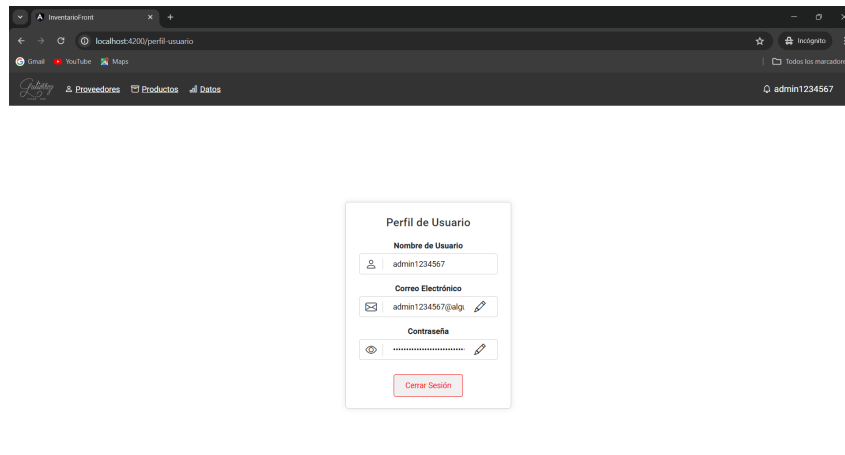 InventarioFront
localhost:4200/perfil-usuario
Incógnito
Gmail YouTube Maps
Todos los marcadore
Proveedores Productos Datos
admin1234567
Perfil de Usuario
Nombre de Usuario
admin1234567
Correo Electrónico
admin1234567@algu
Contraseña
Cerrar Sesión